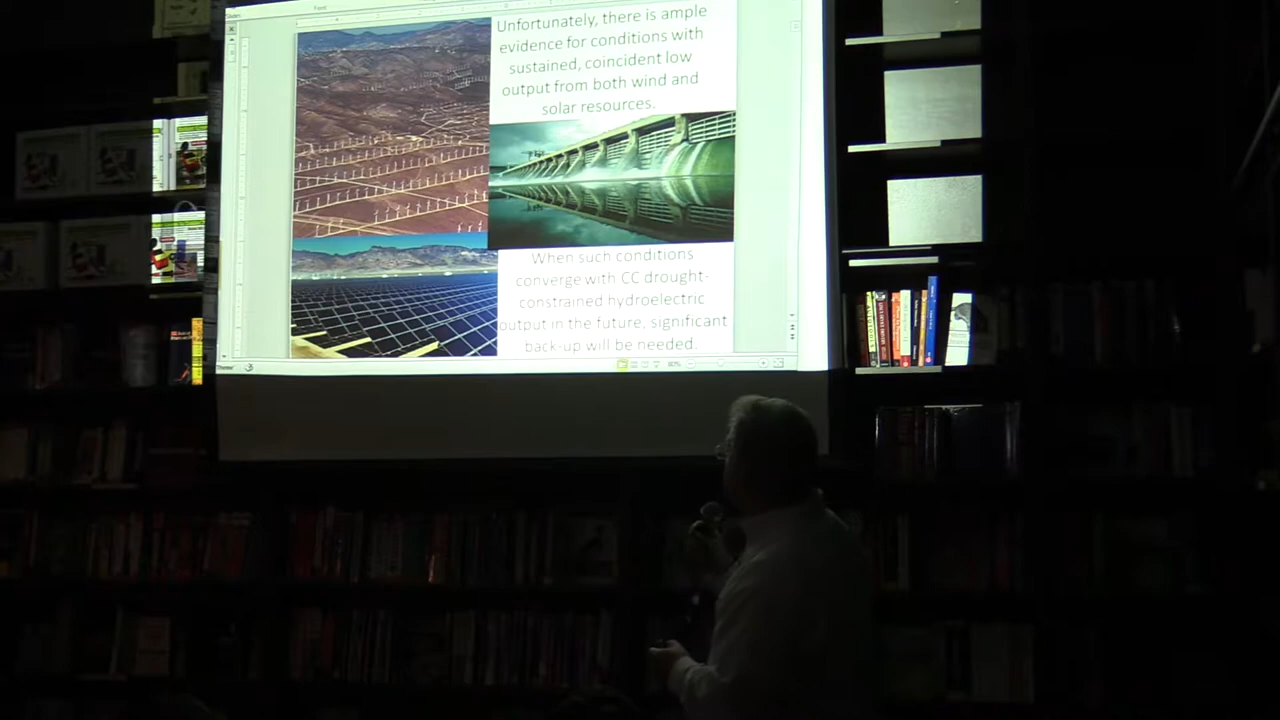 Unfortunately, there is ample
evidence for conditions with
sustained, coincident low
output from both wind and
solar resources.
When such conditions
converge with CC drought-
constrained hydroelectric
output in the future, significant
back-up will be needed.